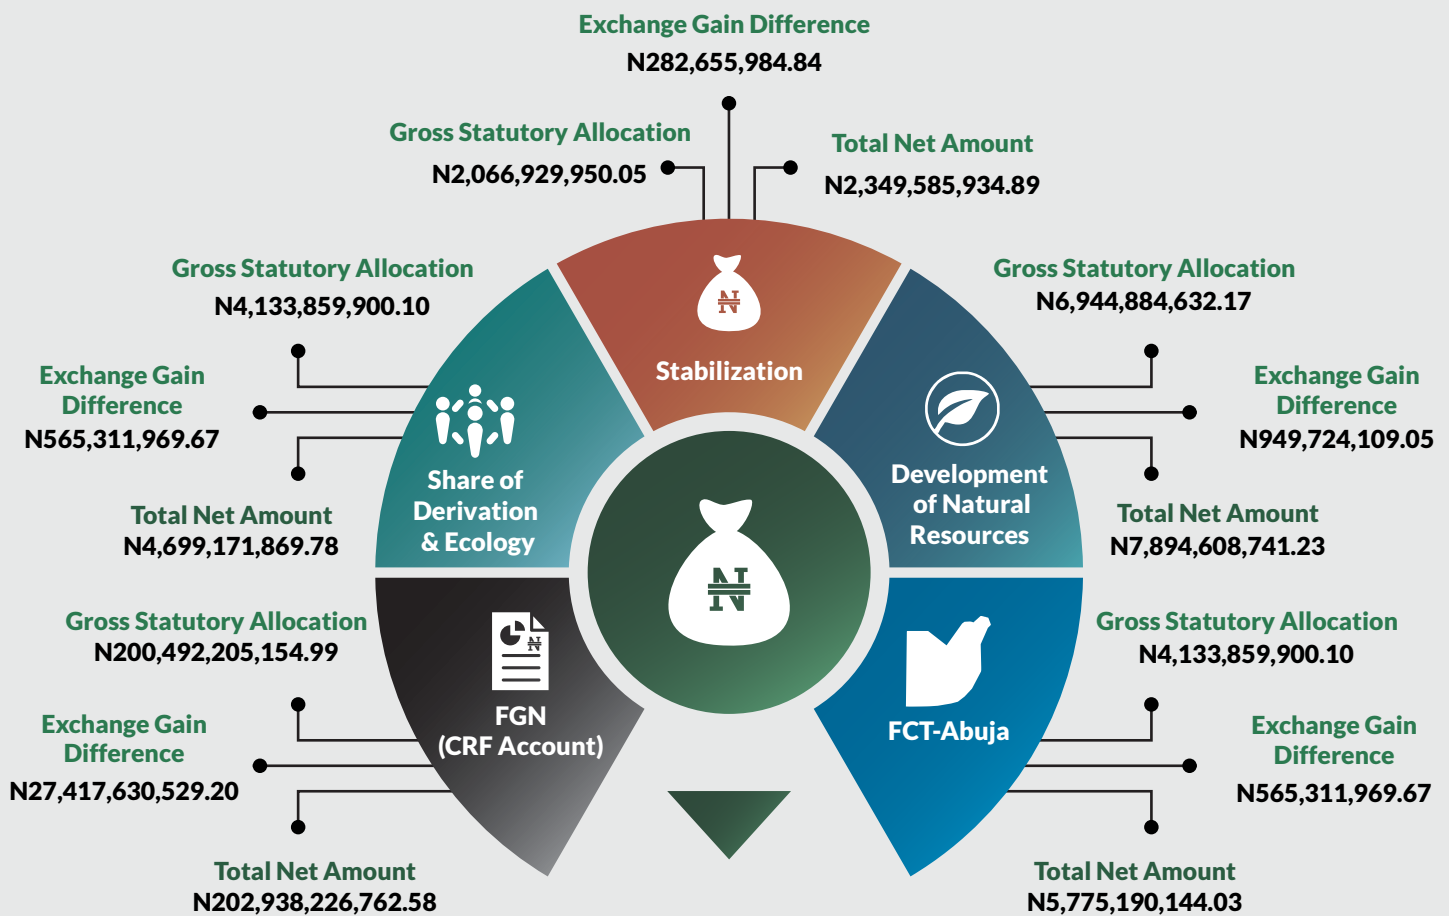 Exchange Gain Difference
N282,655,984.84
Gross Statutory Allocation
N2,066,929,950.05
Total Net Amount
N2,349,585,934.89
N
Stabilization
Gross Statutory Allocation
N4,133,859,900.10
Exchange Gain
Difference
N565,311,969.67
Total Net Amount
N4,699,171,869.78
Share of
Derivation
& Ecology
Gross Statutory Allocation
N6,944,884,632.17
Exchange Gain
Difference
N949,724,109.05
Total Net Amount
N7,894,608,741.23
Development
of Natural
Resources
N
Gross Statutory Allocation
N200,492,205,154.99
Exchange Gain
Difference
N27,417,630,529.20
Total Net Amount
N202,938,226,762.58
N
FGN
(CRF Account)
Gross Statutory Allocation
N4,133,859,900.10
Exchange Gain
Difference
N565,311,969.67
Total Net Amount
N5,775,190,144.03
FCT-Abuja